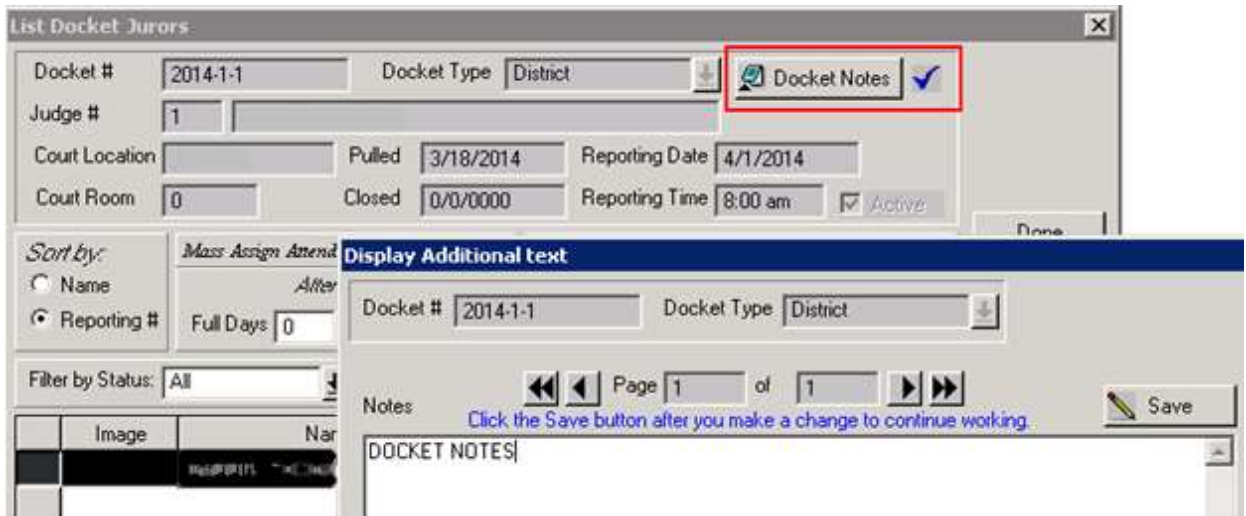 List Docket Jurors
Docket # 2014-1-1 Docket Type District Docket Notes
Judge # 1
Court Location Pulled 3/18/2014 Reporting Date 4/1/2014
Court Room 0 Closed 0/0/0000 Reporting Time 8:00 am Active
Done
Sort by: Mass Assign Attend
Name After
Reporting # Full Days 0
Filter by Status: All
Image Nar
Display Additional text
Docket # 2014-1-1 Docket Type District
Page 1 of 1
Notes Save
Click the Save button after you make a change to continue working.
DOCKET NOTES